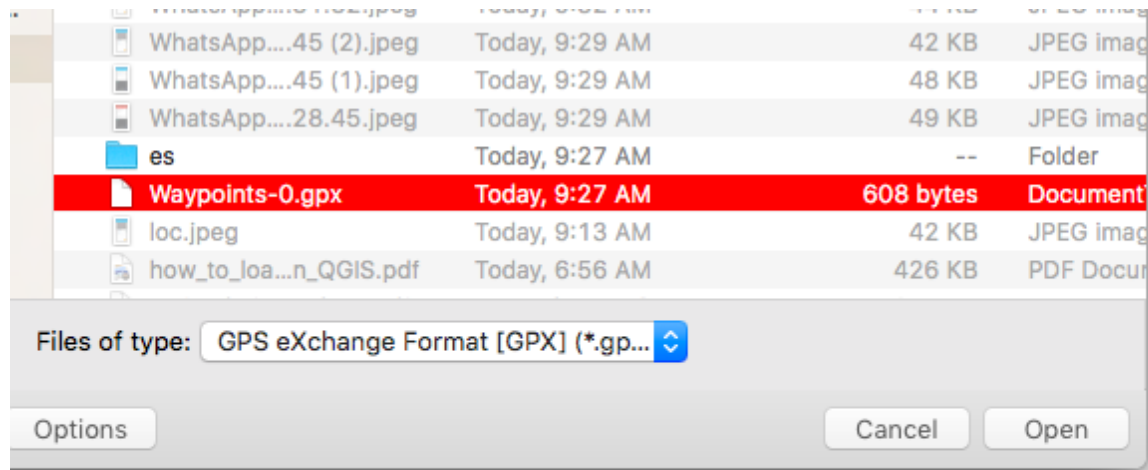 WhatsApp....45 (2).jpeg Today, 9:29 AM 42 KB JPEG imag
WhatsApp....45 (1).jpeg Today, 9:29 AM 48 KB JPEG imag
WhatsApp....28.45.jpeg Today, 9:29 AM 49 KB JPEG imag
es Today, 9:27 AM -- Folder
Waypoints-0.gpx Today, 9:27 AM 608 bytes Document
loc.jpeg Today, 9:13 AM 42 KB JPEG imag
how_to_loa...n_QGIS.pdf Today, 6:56 AM 426 KB PDF Docu
Files of type: GPS eXchange Format [GPX] (*.gp...
Options Cancel Open